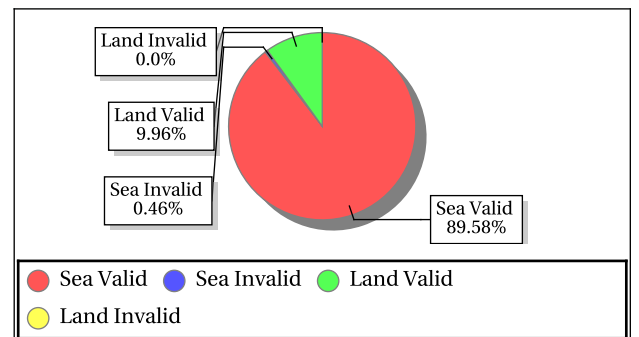 Land Invalid
0.0%
Land Valid
9.96%
Sea Invalid
0.46%
Sea Valid
89.58%
Sea Valid Sea Invalid Land Valid
Land Invalid